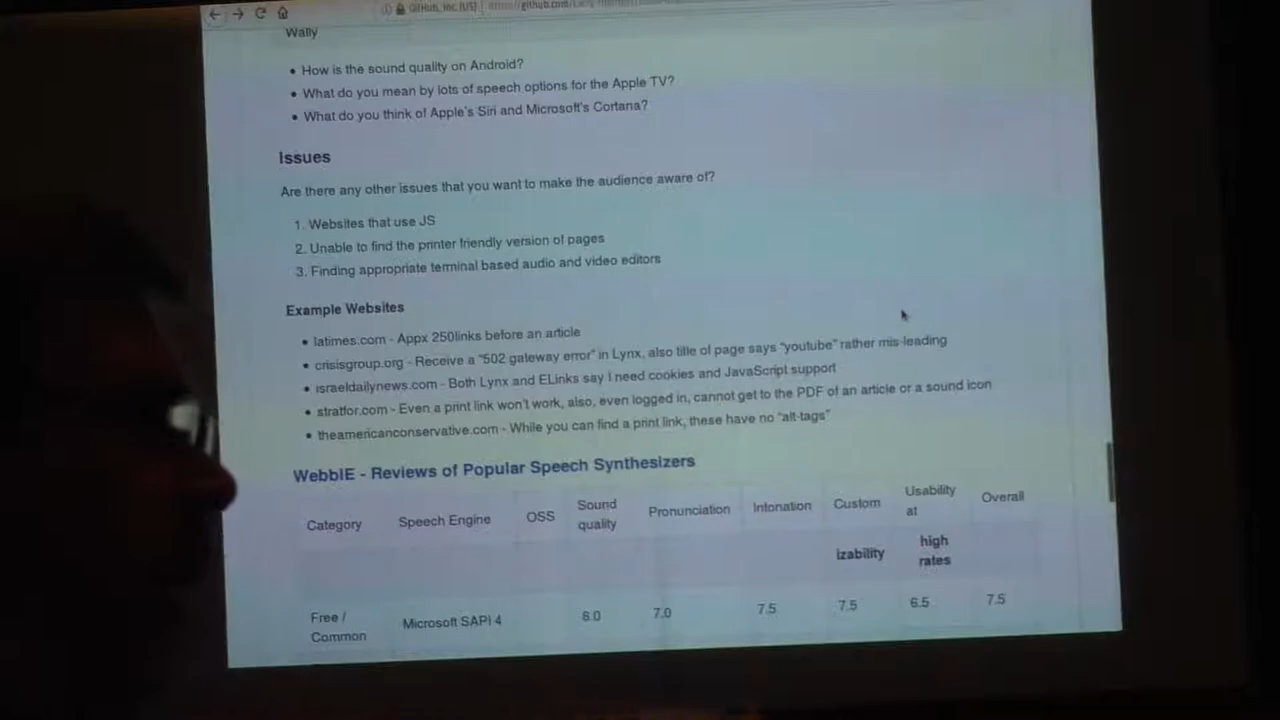 GitHub, Inc. (US)
github.com
Wally
• How is the sound quality on Android?
• What do you mean by lots of speech options for the Apple TV?
• What do you think of Apple's Siri and Microsoft's Cortana?
Issues
Are there any other issues that you want to make the audience aware of?
1. Websites that use JS
2. Unable to find the printer friendly version of pages
3. Finding appropriate terminal based audio and video editors
Example Websites
• latimes.com - Appx 250links before an article
• crisisgroup.org - Receive a "502 gateway error" in Lynx, also title of page says "youtube" rather mis-leading
• israeldailynews.com - Both Lynx and ELinks say I need cookies and JavaScript support
• stratfor.com - Even a print link won't work, also, even logged in, cannot get to the PDF of an article or a sound icon
• theamericanconservative.com - While you can find a print link, these have no "alt-tags"
WebbIE - Reviews of Popular Speech Synthesizers
Category Speech Engine OSS Sound quality Pronunciation Intonation Custom Usability at Overall
izability high rates
Free / Common Microsoft SAPI 4 8.0 7.0 7.5 7.5 6.5 7.5